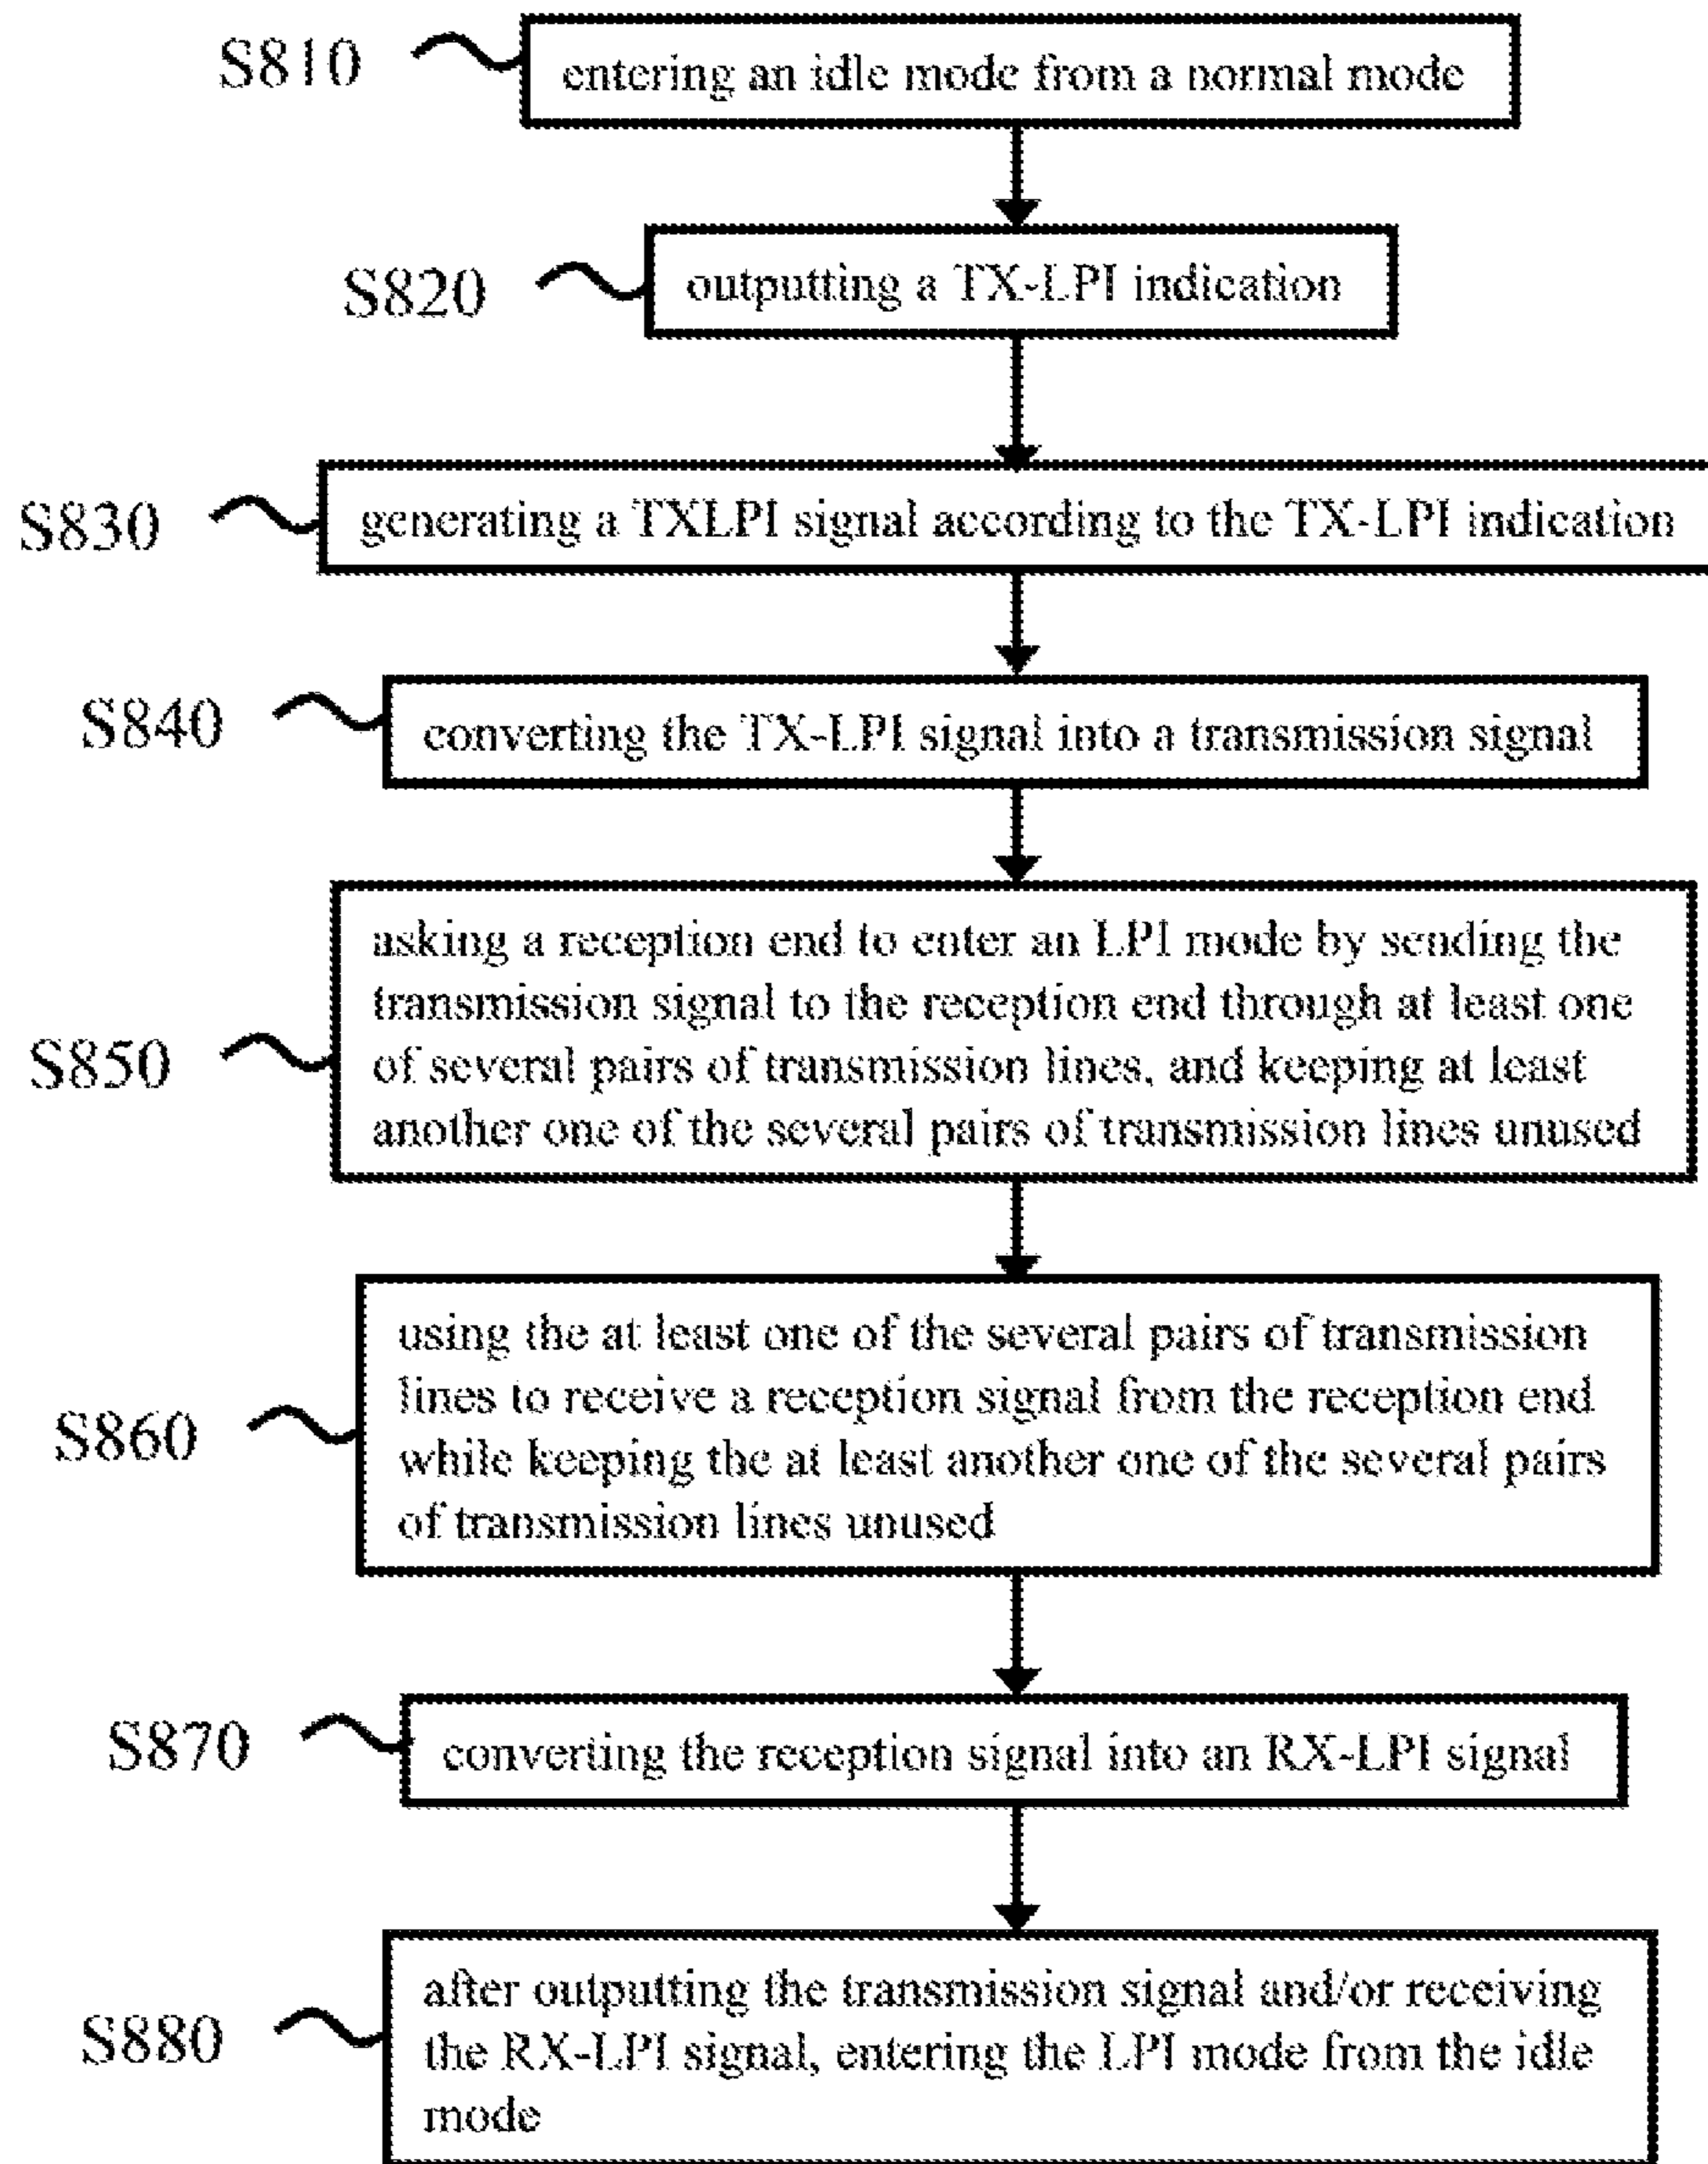 S810
entering an idle mode from a normal mode
S820
outputting a TX-LPI indication
S830
generating a TXLPI signal according to the TX-LPI indication
S840
converting the TX-LPI signal into a transmission signal
S850
asking a reception end to enter an LPI mode by sending the
transmission signal to the reception end through at least one
of several pairs of transmission lines, and keeping at least
another one of the several pairs of transmission lines unused
S860
using the at least one of the several pairs of transmission
lines to receive a reception signal from the reception end
while keeping the at least another one of the several pairs
of transmission lines unused
S870
converting the reception signal into an RX-LPI signal
S880
after outputting the transmission signal and/or receiving
the RX-LPI signal, entering the LPI mode from the idle
mode